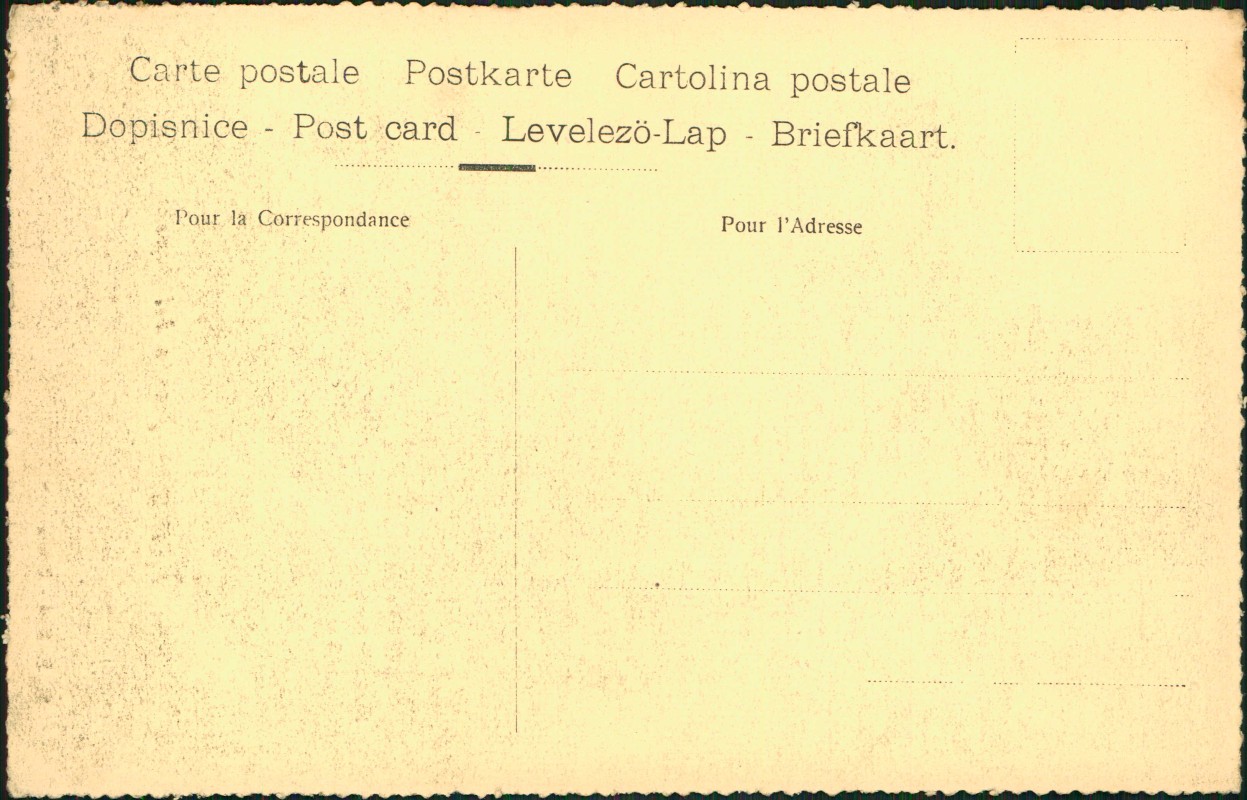 Carte postale Postkarte Cartolina postale
Dopisnice - Post card - Levelezö-Lap - Briefkaart.
Pour la Correspondance
Pour l'Adresse